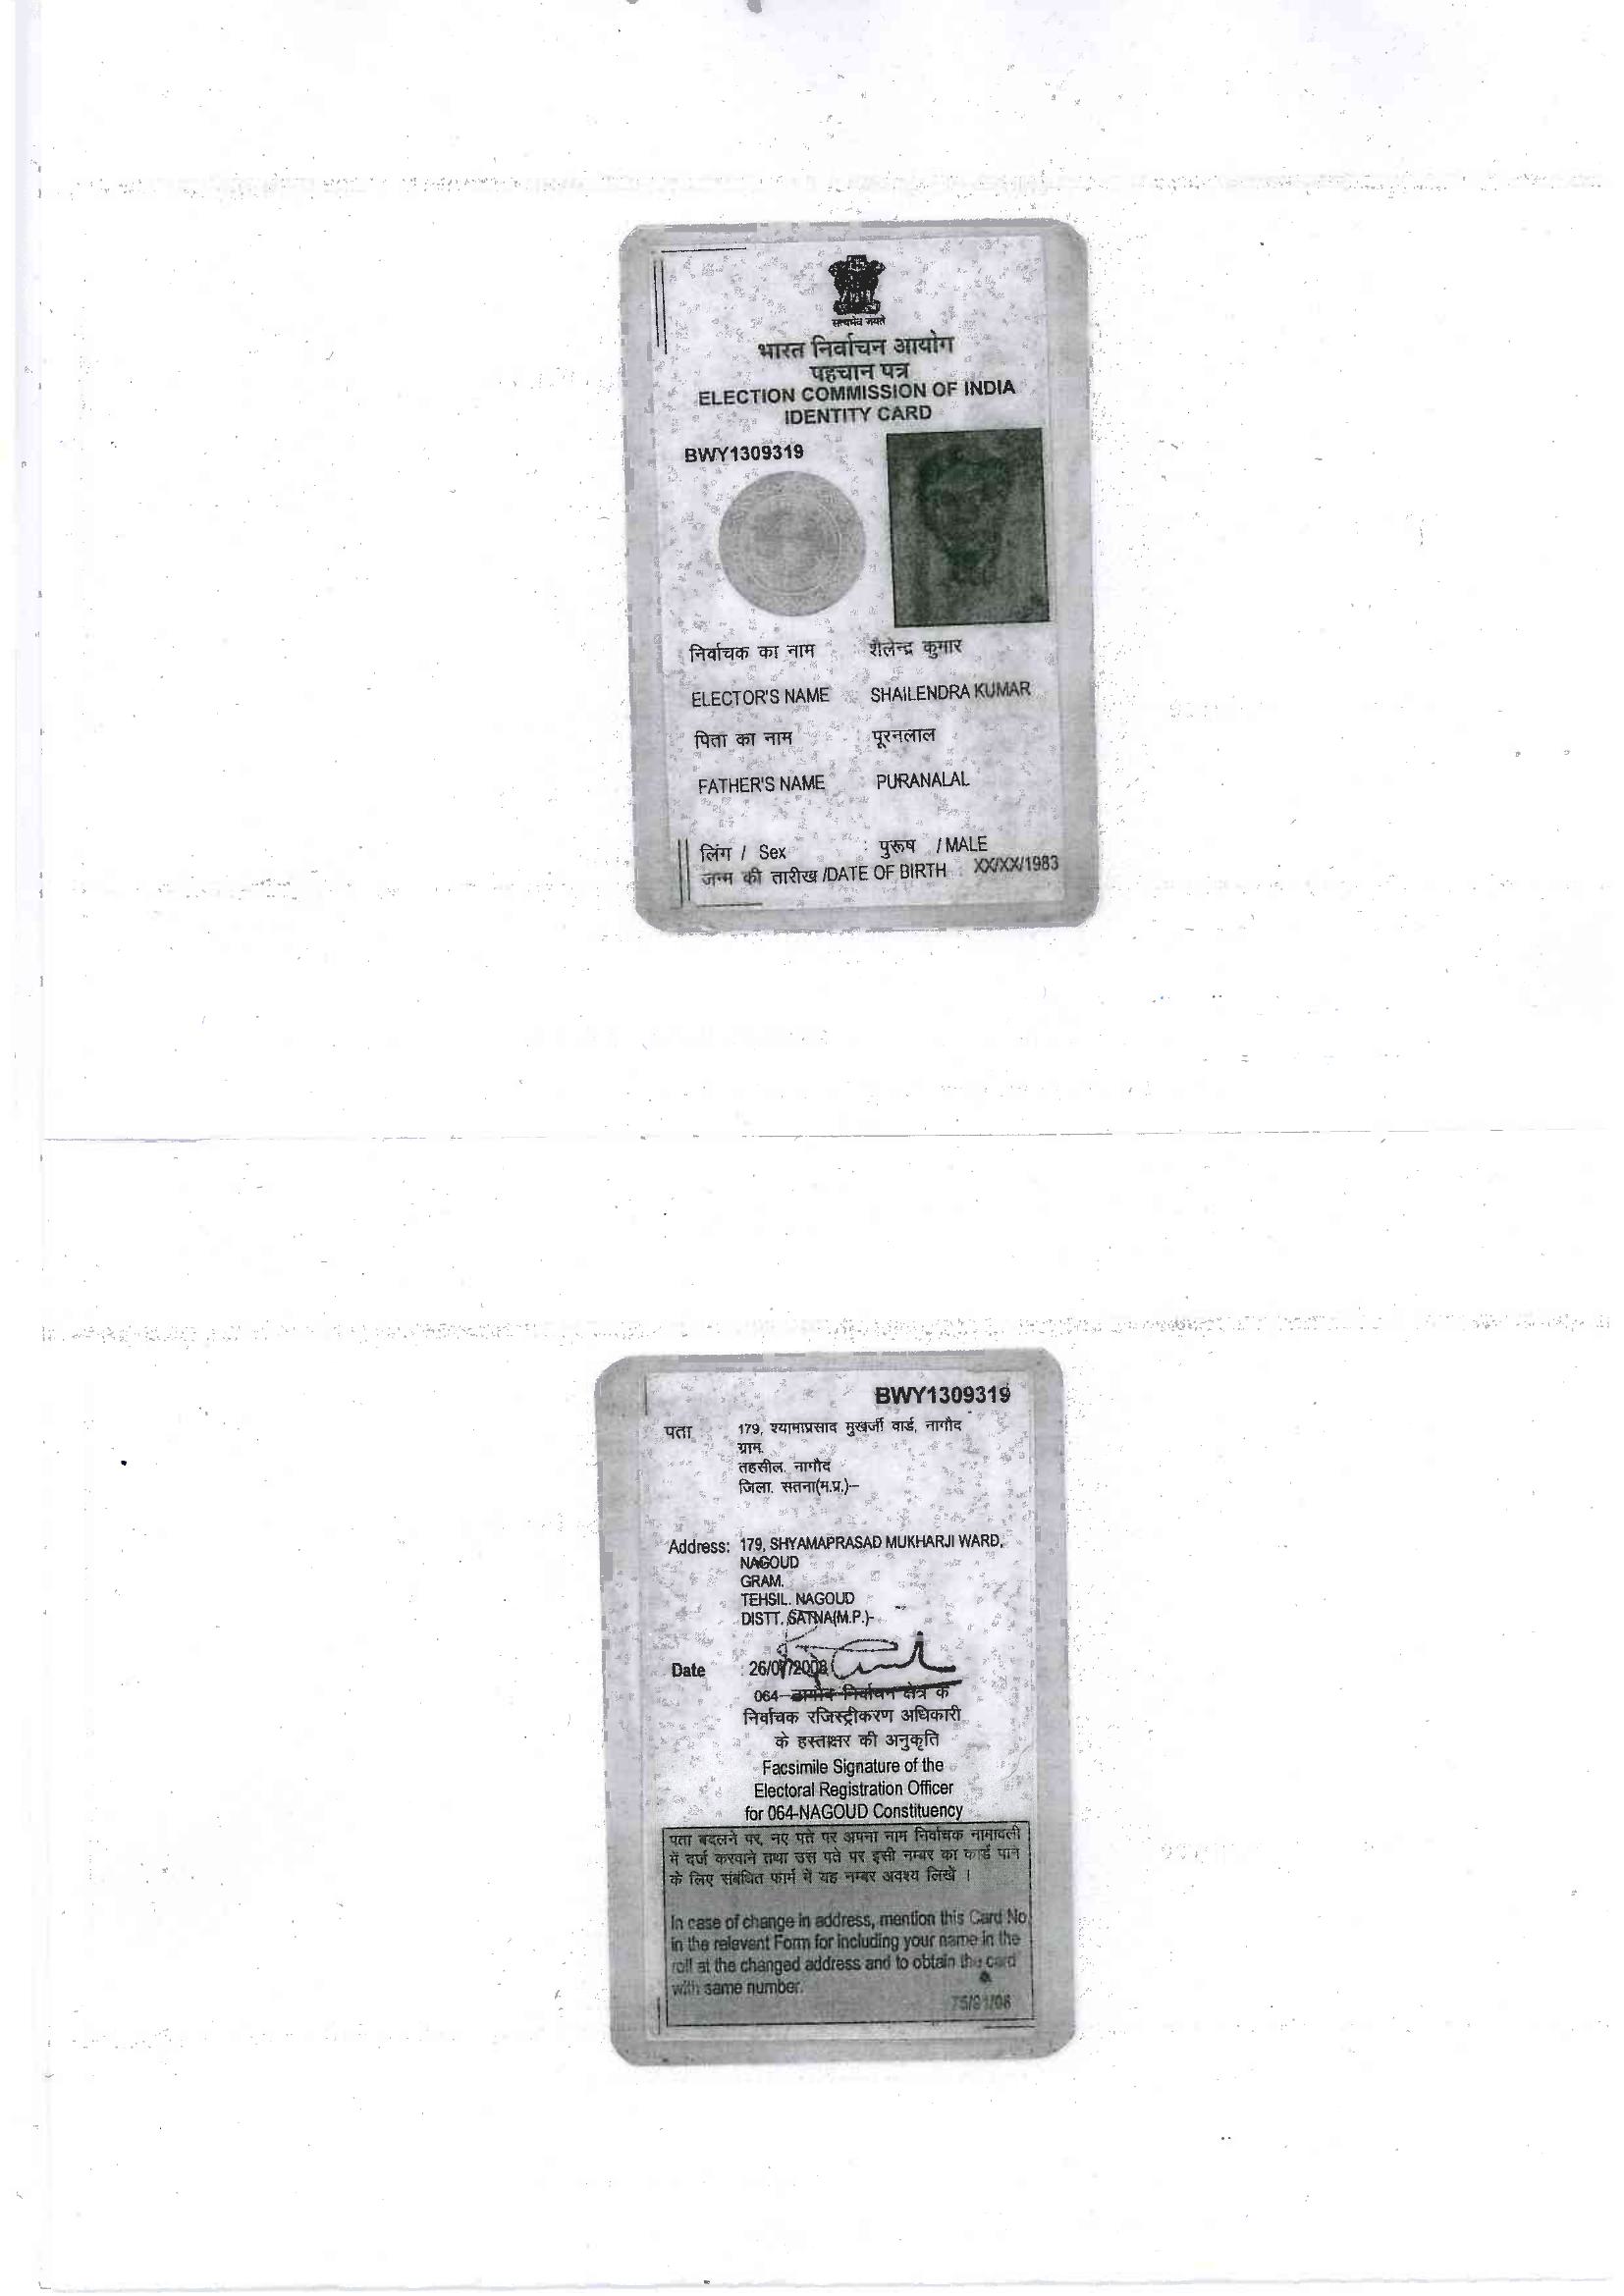 सत्यमेव जयते
भारत निर्वाचन आयोग
पहचान पत्र
ELECTION COMMISSION OF INDIA
IDENTITY CARD
BWY1309319
निर्वाचक का नाम : शैलेन्द्र कुमार
ELECTOR'S NAME : SHAILENDRA KUMAR
पिता का नाम : पूरनलाल
FATHER'S NAME : PURANALAL
लिंग / Sex : पुरूष / MALE
जन्म की तारीख /DATE OF BIRTH : XX/XX/1983
BWY1309319
पता : 179, श्यामाप्रसाद मुखर्जी वार्ड, नागौद
ग्राम.
तहसील. नागौद
जिला. सतना(म.प्र.)–
Address: 179, SHYAMAPRASAD MUKHARJI WARD,
NAGOUD
GRAM.
TEHSIL. NAGOUD
DISTT. SATNA(M.P.)-
Date : 26/0 /2008
064– निर्वाचन क्षेत्र के
निर्वाचक रजिस्ट्रीकरण अधिकारी
के हस्ताक्षर की अनुकृति
Facsimile Signature of the
Electoral Registration Officer
for 064-NAGOUD Constituency
पता बदलने पर, नए पते पर अपना नाम निर्वाचक नामावली
में दर्ज करवाने तथा उस पते पर इसी नम्बर का कार्ड पाने
के लिए संबंधित फार्म में यह नम्बर अवश्य लिखें ।
In case of change in address, mention this Card No.
in the relevant Form for including your name in the
roll at the changed address and to obtain the card
with same number.